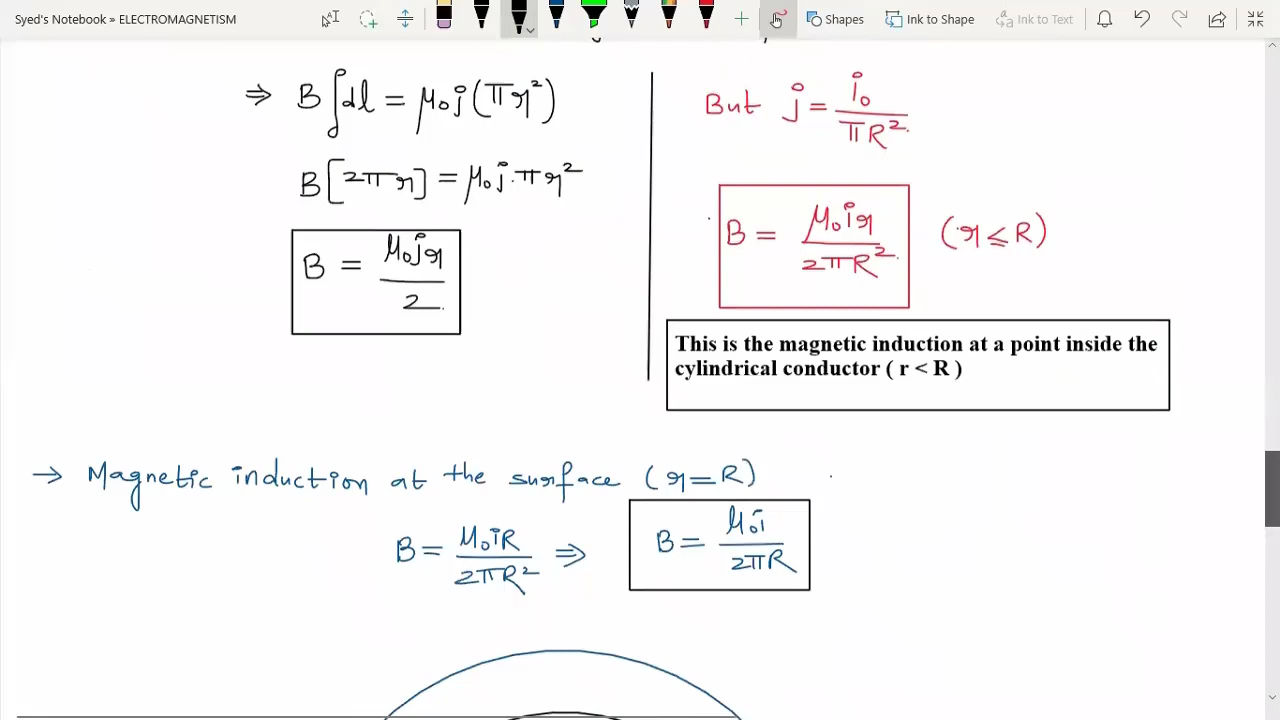 Syed's Notebook » ELECTROMAGNETISM
Shapes
Ink to Shape
Ink to Text
⇒ B∫dl = μ₀j(πr²)
B[2πr] = μ₀j.πr²
B = μ₀jr/2
But j = i₀/πR²
B = μ₀ir/2πR² (r ≤ R)
This is the magnetic induction at a point inside the
cylindrical conductor ( r < R )
→ Magnetic induction at the surface (r=R)
B = μ₀iR/2πR² ⇒ B = μ₀i/2πR